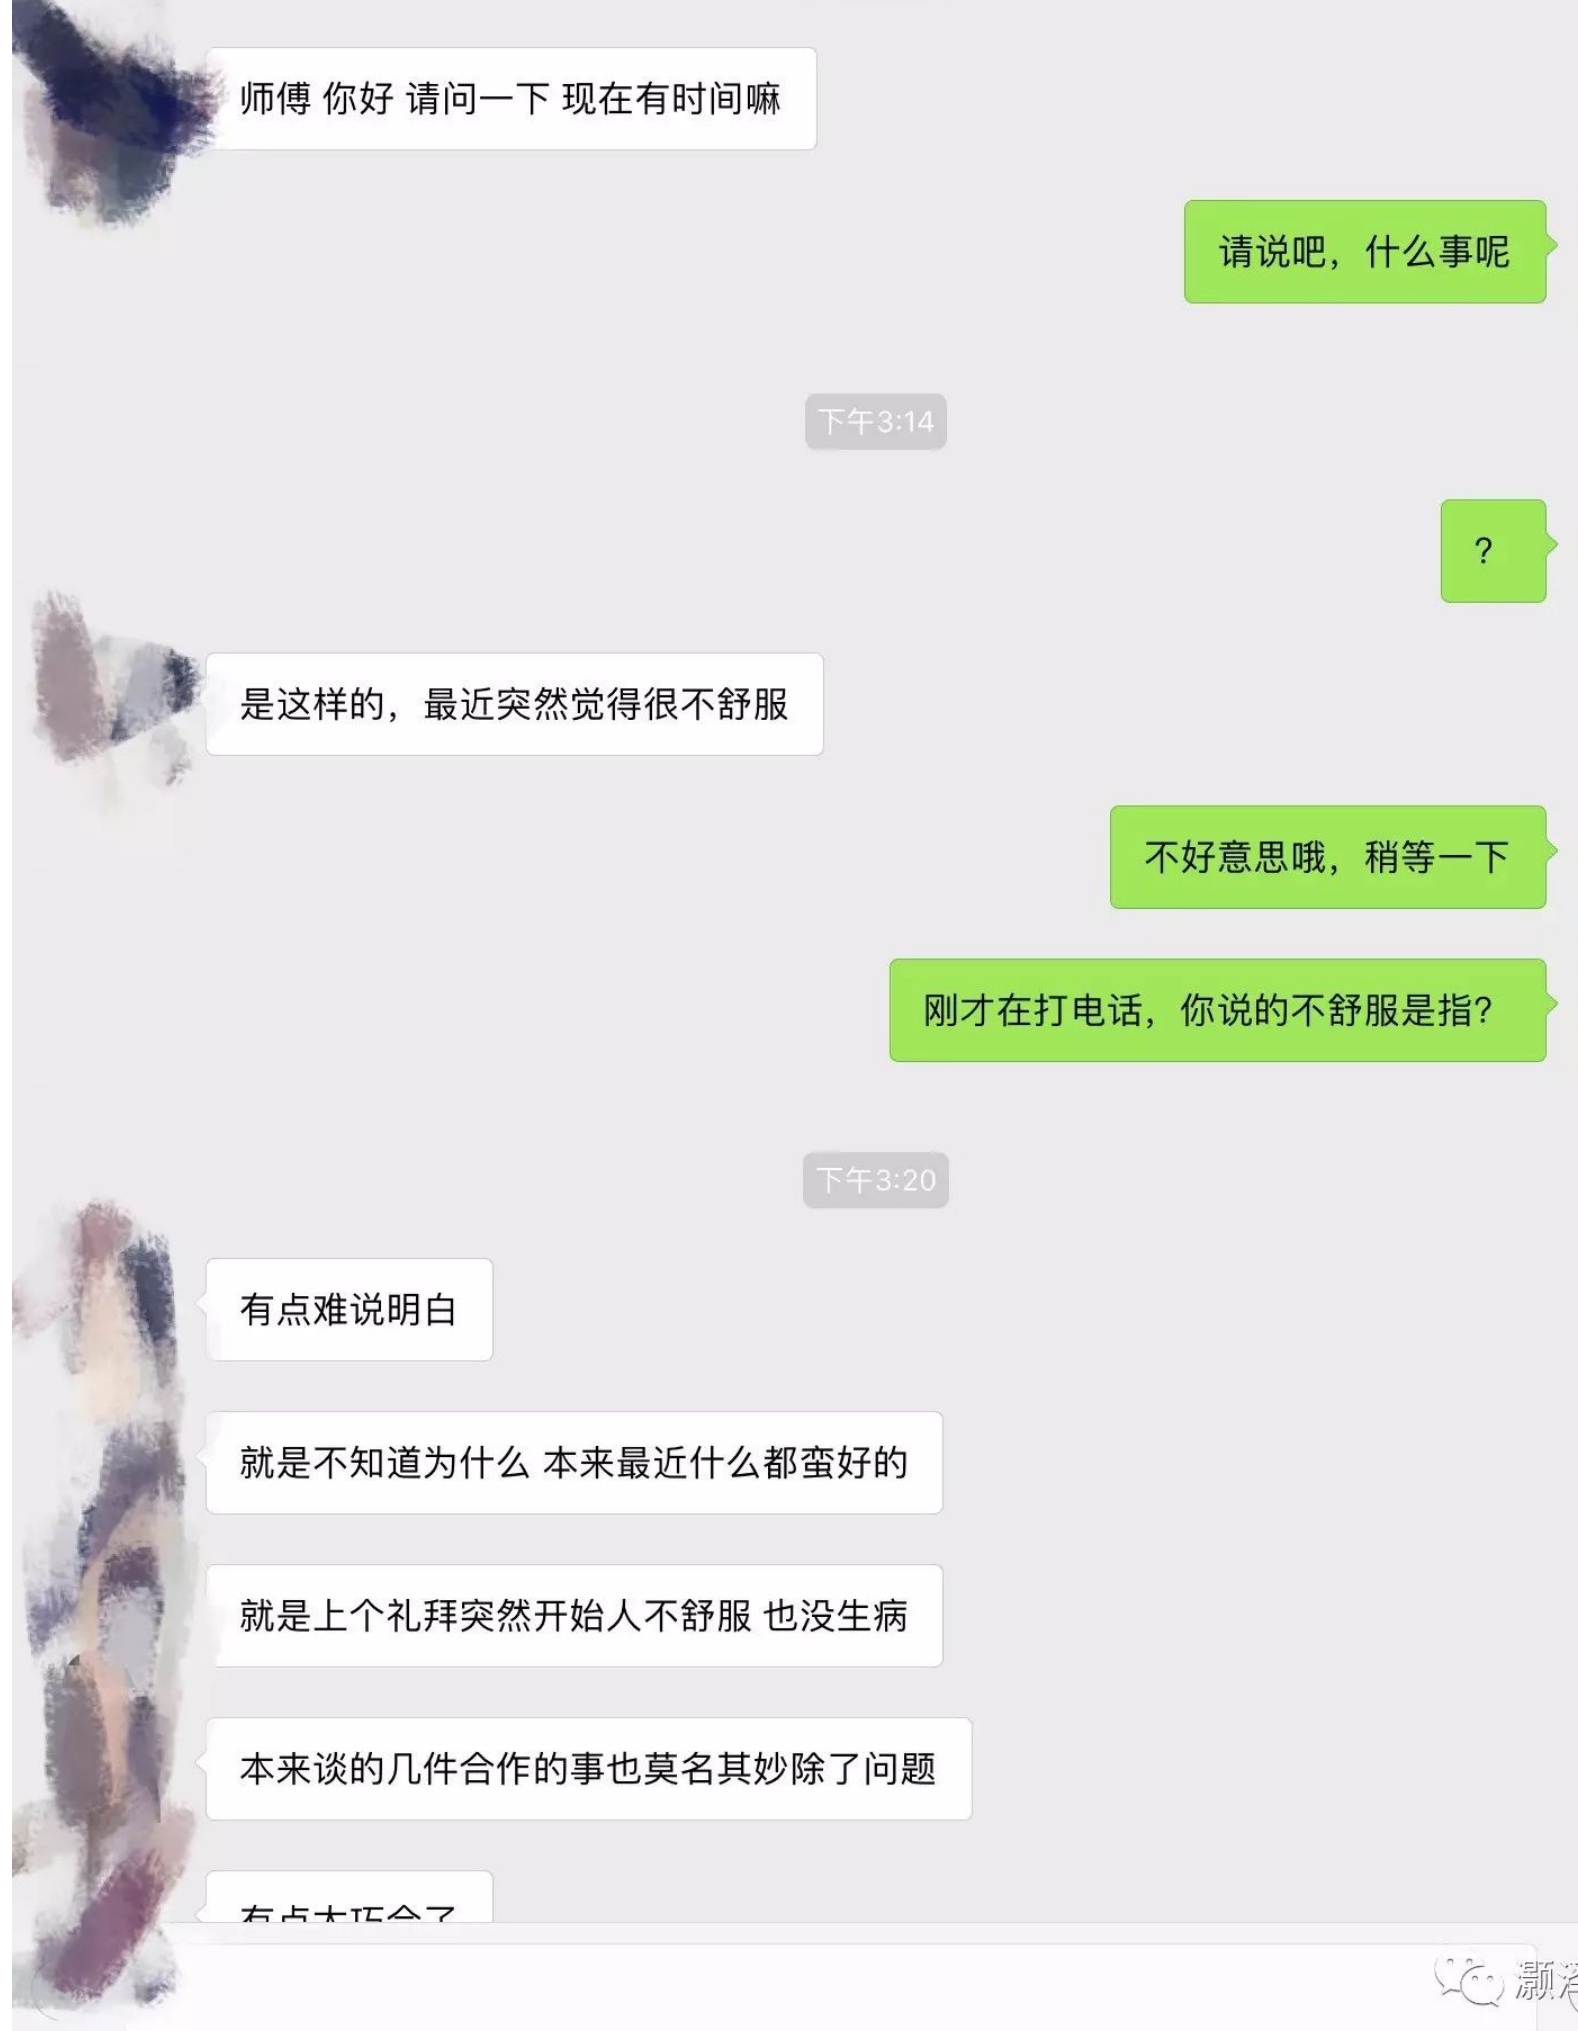 师傅 你好 请问一下 现在有时间嘛
请说吧，什么事呢
下午3:14
？
是这样的，最近突然觉得很不舒服
不好意思哦，稍等一下
刚才在打电话，你说的不舒服是指？
下午3:20
有点难说明白
就是不知道为什么 本来最近什么都蛮好的
就是上个礼拜突然开始人不舒服 也没生病
本来谈的几件合作的事也莫名其妙除了问题
有点太巧合了
灏